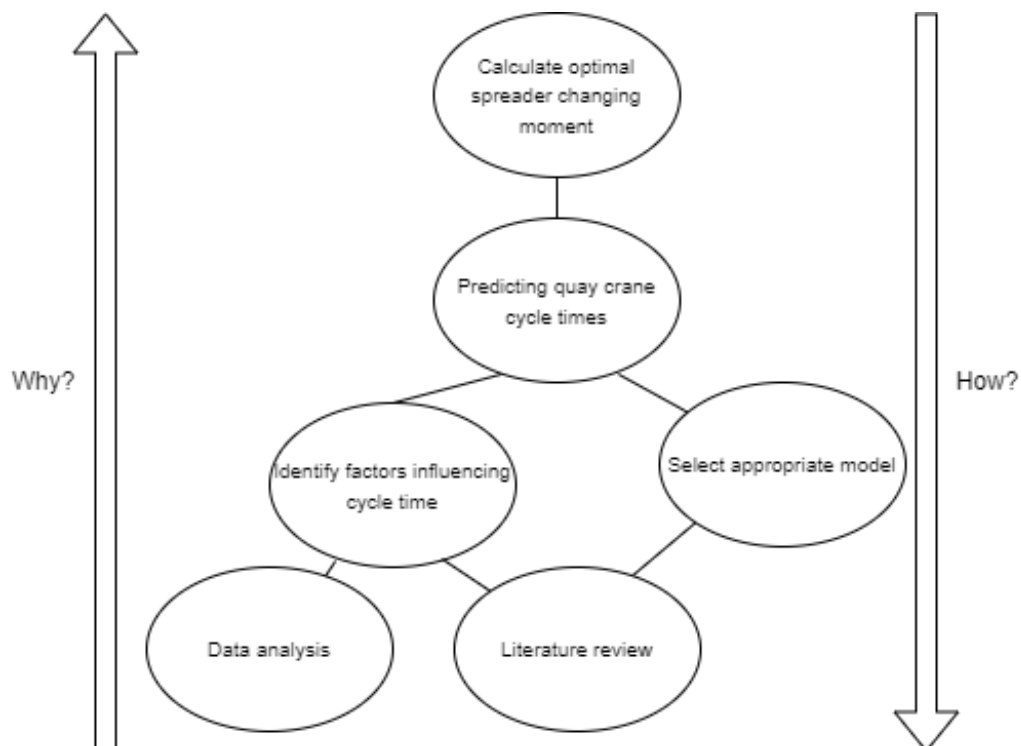 Calculate optimal
spreader changing
moment
Predicting quay crane
cycle times
Why?
How?
Identify factors influencing
cycle time
Select appropriate model
Data analysis
Literature review